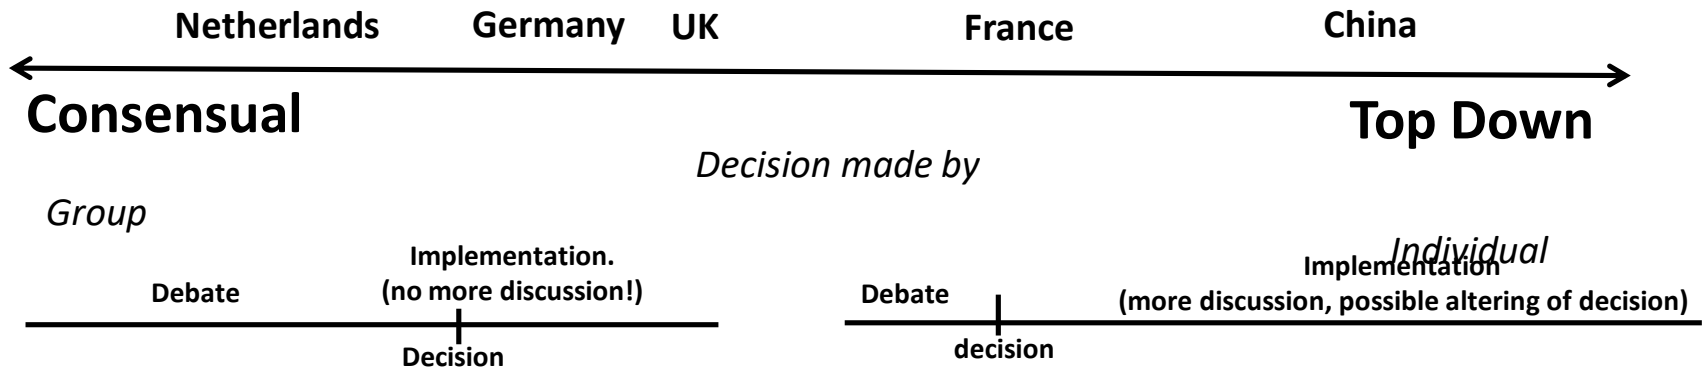 Netherlands Germany UK France China
Consensual Top Down
Decision made by
Group
Individual
Implementation.
(no more discussion!)
Debate
Decision
Implementation
(more discussion, possible altering of decision)
Debate
decision